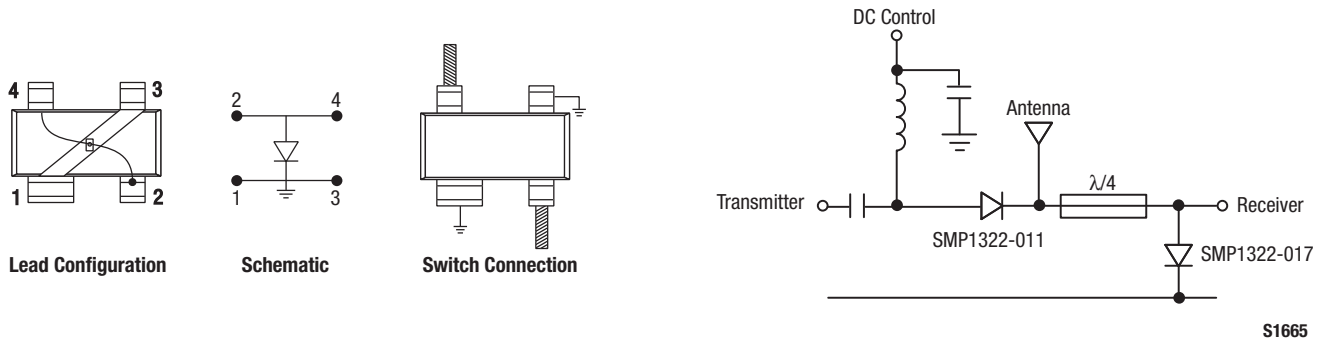 4
3
1
2
Lead Configuration
2
4
1
3
Schematic
Switch Connection
DC Control
Antenna
λ/4
Transmitter
Receiver
SMP1322-011
SMP1322-017
S1665